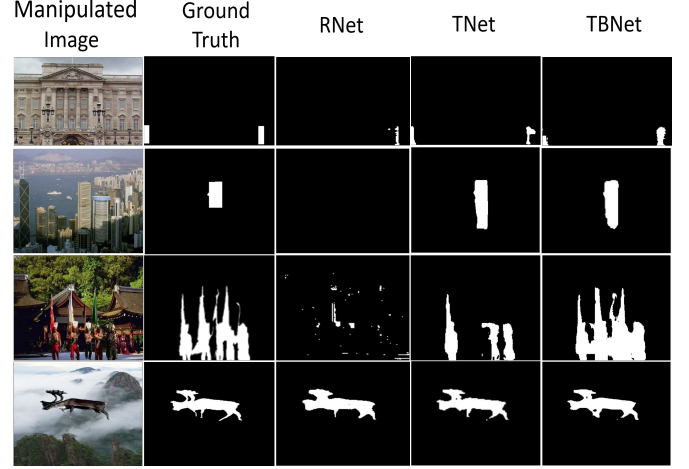 Manipulated
Image
Ground
Truth
RNet
TNet
TBNet